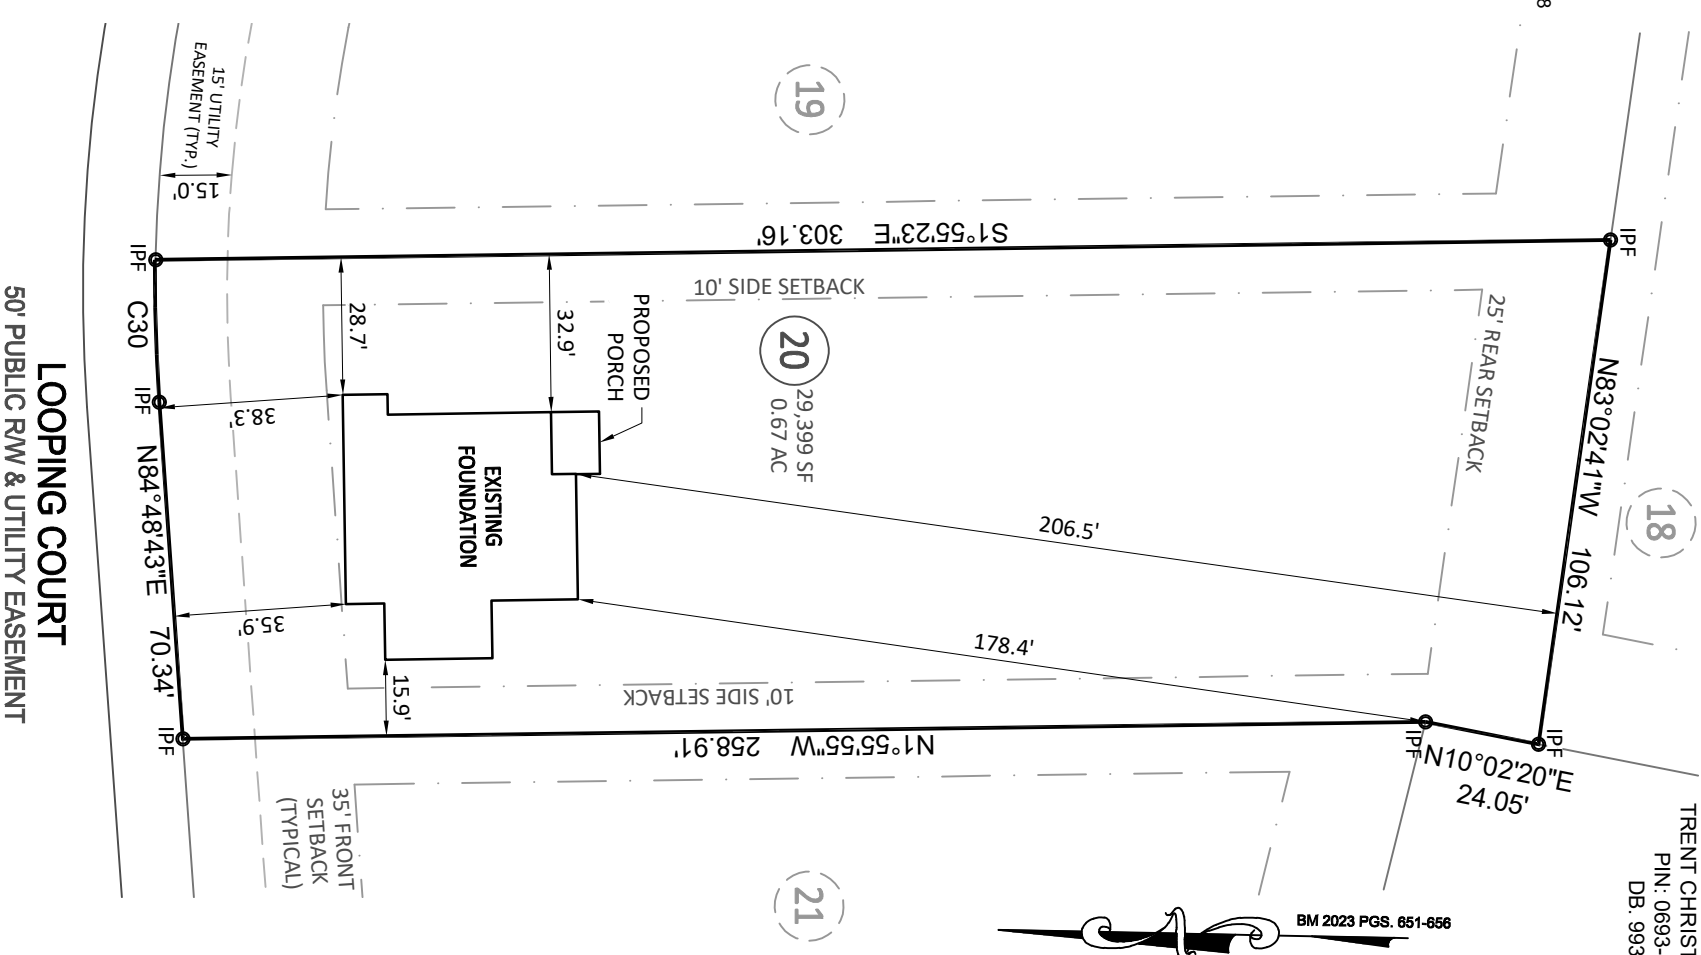 8
19
15' UTILITY
EASEMENT (TYP.)
15.0'
S1°55'23"E 303.16'
IPF
IPF
10' SIDE SETBACK
25' REAR SETBACK
28.7'
32.9'
PROPOSED
PORCH
20
29,399 SF
0.67 AC
N83°02'41"W 106.12'
18
C30
IPF
38.3'
EXISTING
FOUNDATION
206.5'
178.4'
N84°48'43"E 70.34'
35.9'
15.9'
10' SIDE SETBACK
N1°55'55"W 258.91'
IPF
IPF
IPF
N10°02'20"E
24.05'
LOOPING COURT
50' PUBLIC R/W & UTILITY EASEMENT
35' FRONT
SETBACK
(TYPICAL)
21
BM 2023 PGS. 651-656
TRENT CHRIST
PIN: 0693-
DB. 993